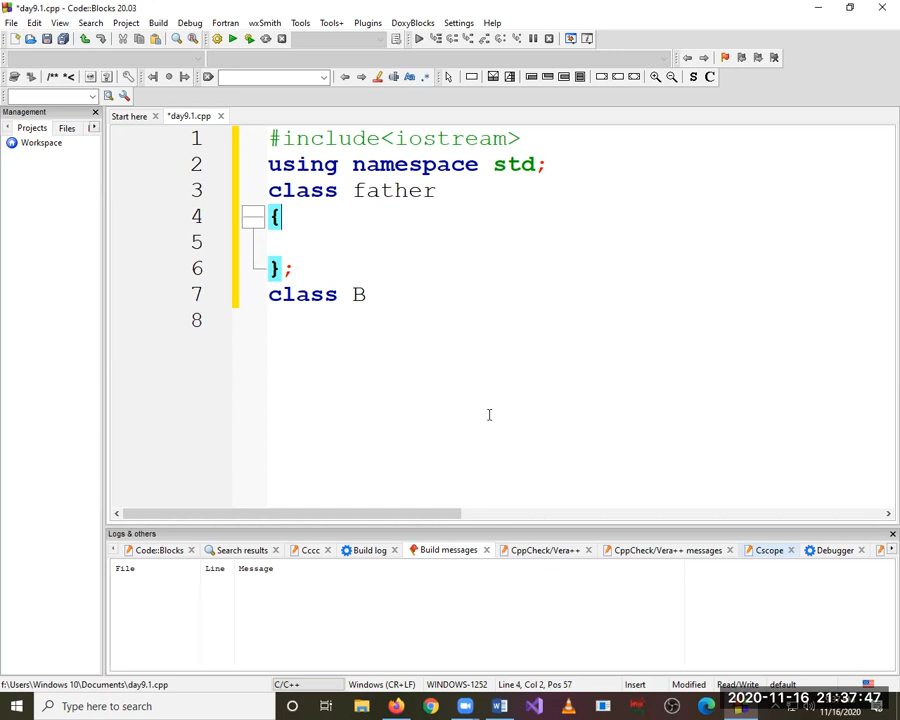 *day9.1.cpp - Code::Blocks 20.03
File Edit View Search Project Build Debug Fortran wxSmith Tools Tools+ Plugins DoxyBlocks Settings Help
/** *<
S C
Management
Start here *day9.1.cpp
Projects Files
Workspace
1 #include<iostream>
2 using namespace std;
3 class father
4 {
5
6 };
7 class B
8
Logs & others
Code::Blocks Search results Cccc Build log Build messages CppCheck/Vera++ CppCheck/Vera++ messages Cscope Debugger
File Line Message
f:\Users\Windows 10\Documents\day9.1.cpp C/C++ Windows (CR+LF) WINDOWS-1252 Line 4, Col 2, Pos 57 Insert Modified Read/Write default
Type here to search
2020-11-16 21:37:47
11/16/2020